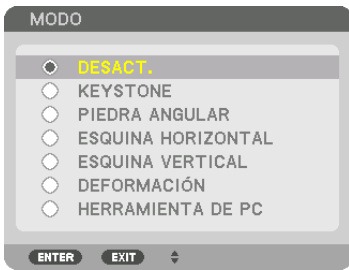 MODO
DESACT.
KEYSTONE
PIEDRA ANGULAR
ESQUINA HORIZONTAL
ESQUINA VERTICAL
DEFORMACIÓN
HERRAMIENTA DE PC
ENTER EXIT